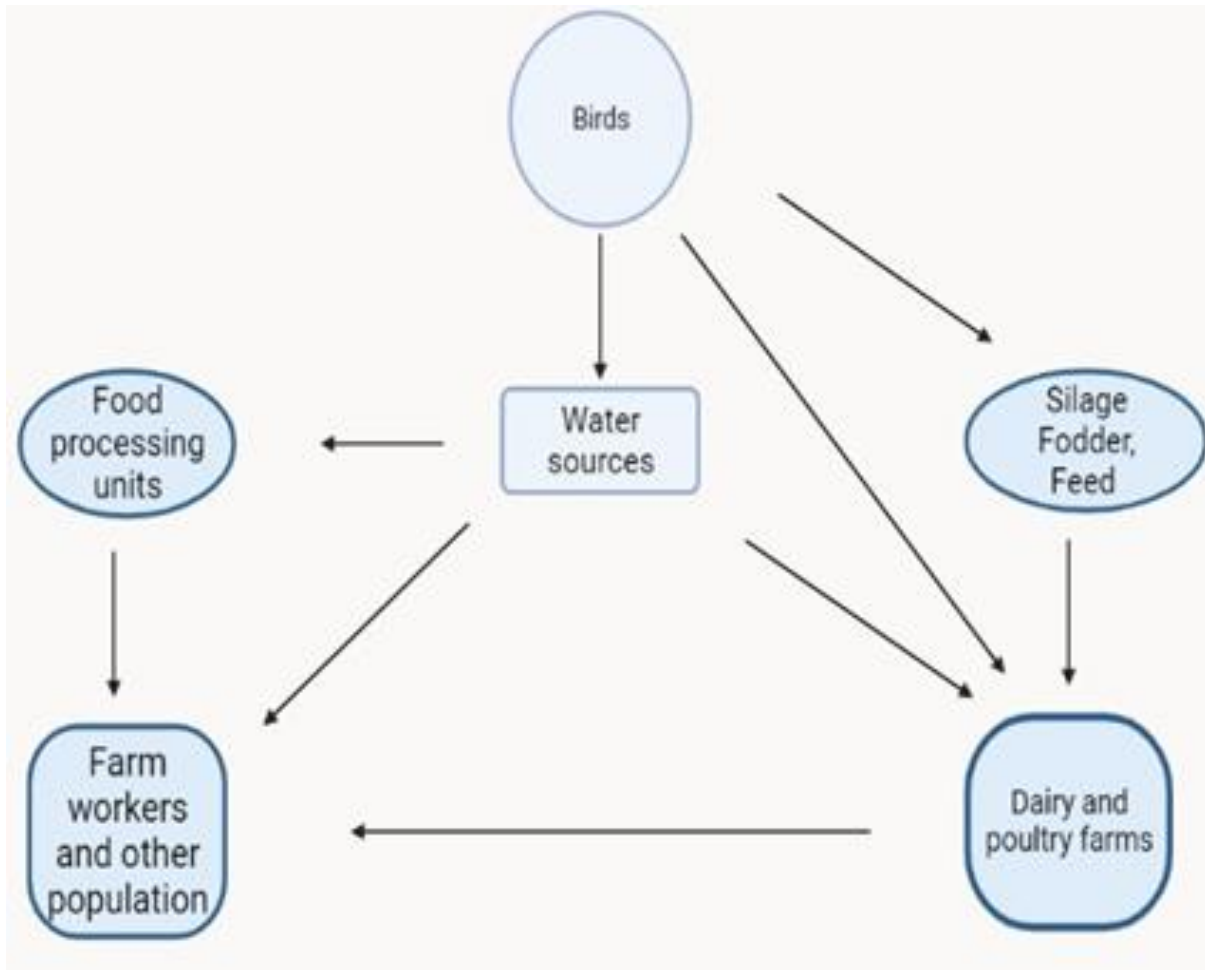 Birds
Food
processing
units
Water
sources
Silage
Fodder,
Feed
Farm
workers
and other
population
Dairy and
poultry farms